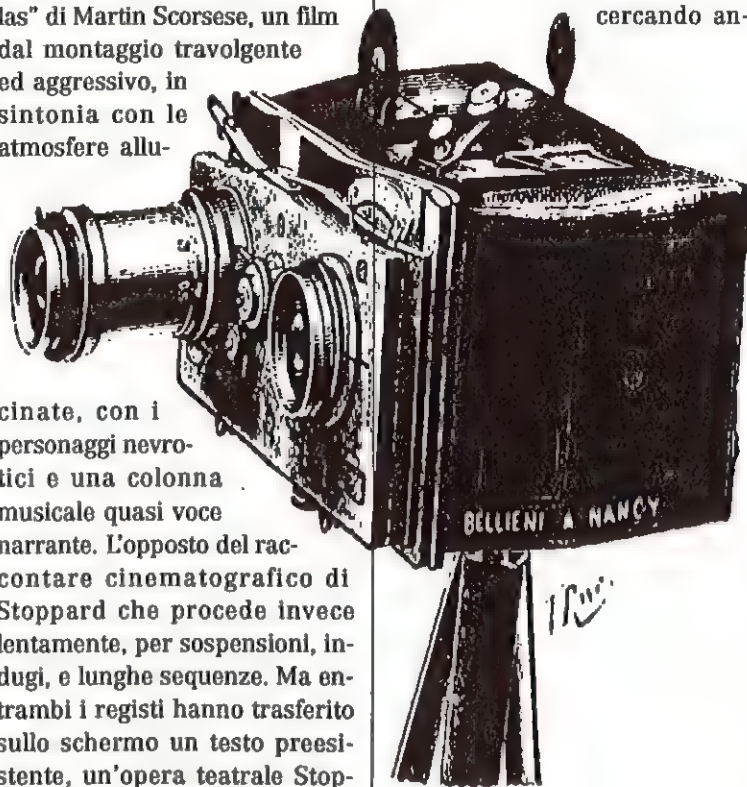 las" di Martin Scorsese, un film
dal montaggio travolgente
ed aggressivo, in
sintonia con le
atmosfere allu-
cinate, con i
personaggi nevro-
tici e una colonna
musicale quasi voce
narrante. L'opposto del rac-
contare cinematografico di
Stoppard che procede invece
lentamente, per sospensioni, in-
dugi, e lunghe sequenze. Ma en-
trambi i registi hanno trasferito
sullo schermo un testo preesi-
stente, un'opera teatrale Stop-
cercando an-
BELLIENI A NANCY